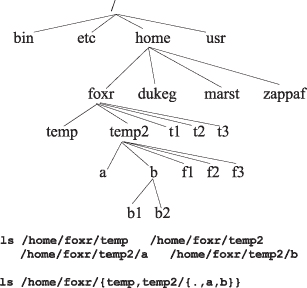 /
bin etc home usr
foxr dukeg marst zappaf
temp temp2 t1 t2 t3
a b f1 f2 f3
b1 b2
ls /home/foxr/temp /home/foxr/temp2
/home/foxr/temp2/a /home/foxr/temp2/b
ls /home/foxr/{temp,temp2/{.,a,b}}